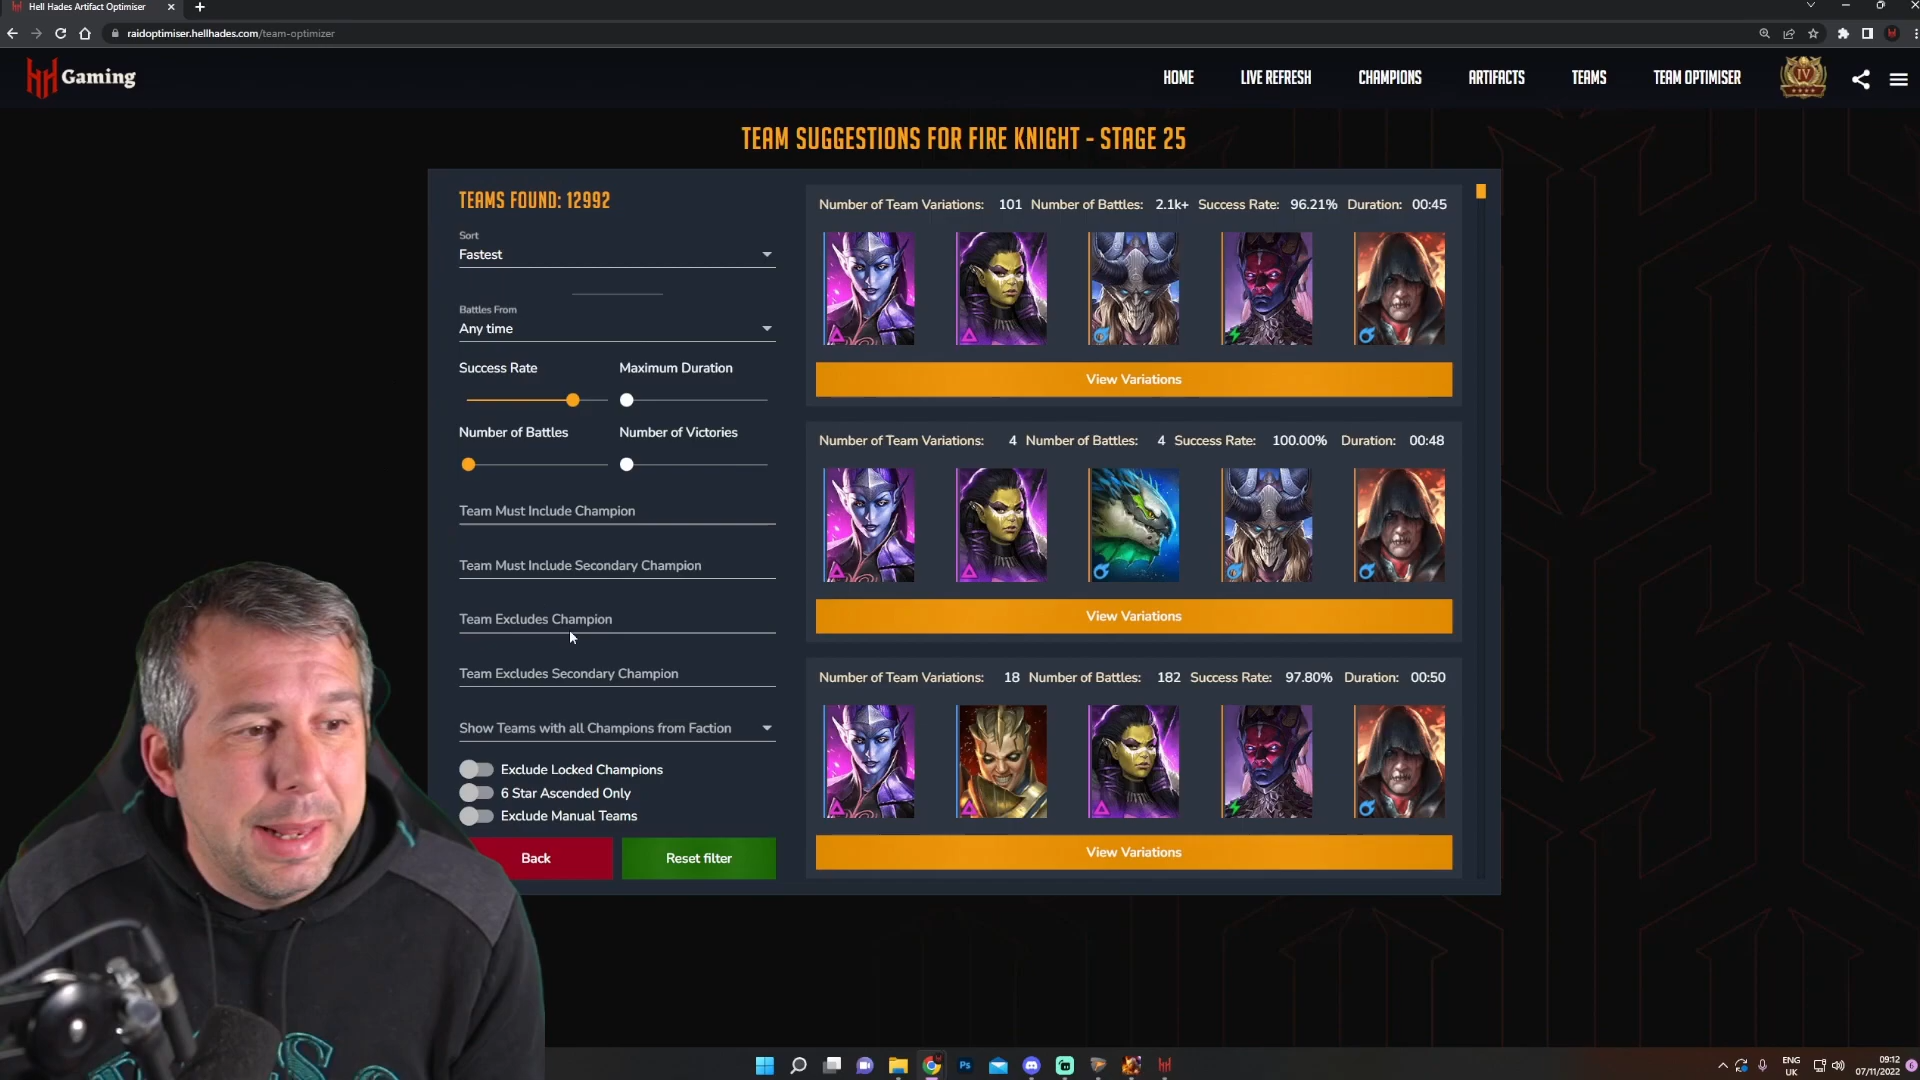 Hell Hades Artifact Optimiser
raidoptimiser.hellhades.com/team-optimizer
Gaming
HOME LIVE REFRESH CHAMPIONS ARTIFACTS TEAMS TEAM OPTIMISER
IV
TEAM SUGGESTIONS FOR FIRE KNIGHT - STAGE 25
TEAMS FOUND: 12992
Sort
Fastest
Battles From
Any time
Success Rate Maximum Duration
Number of Battles Number of Victories
Team Must Include Champion
Team Must Include Secondary Champion
Team Excludes Champion
Team Excludes Secondary Champion
Show Teams with all Champions from Faction
Exclude Locked Champions
6 Star Ascended Only
Exclude Manual Teams
Back Reset filter
Number of Team Variations: 101 Number of Battles: 2.1k+ Success Rate: 96.21% Duration: 00:45
View Variations
Number of Team Variations: 4 Number of Battles: 4 Success Rate: 100.00% Duration: 00:48
View Variations
Number of Team Variations: 18 Number of Battles: 182 Success Rate: 97.80% Duration: 00:50
View Variations
Ps
ENG
UK
09:12
07/11/2022